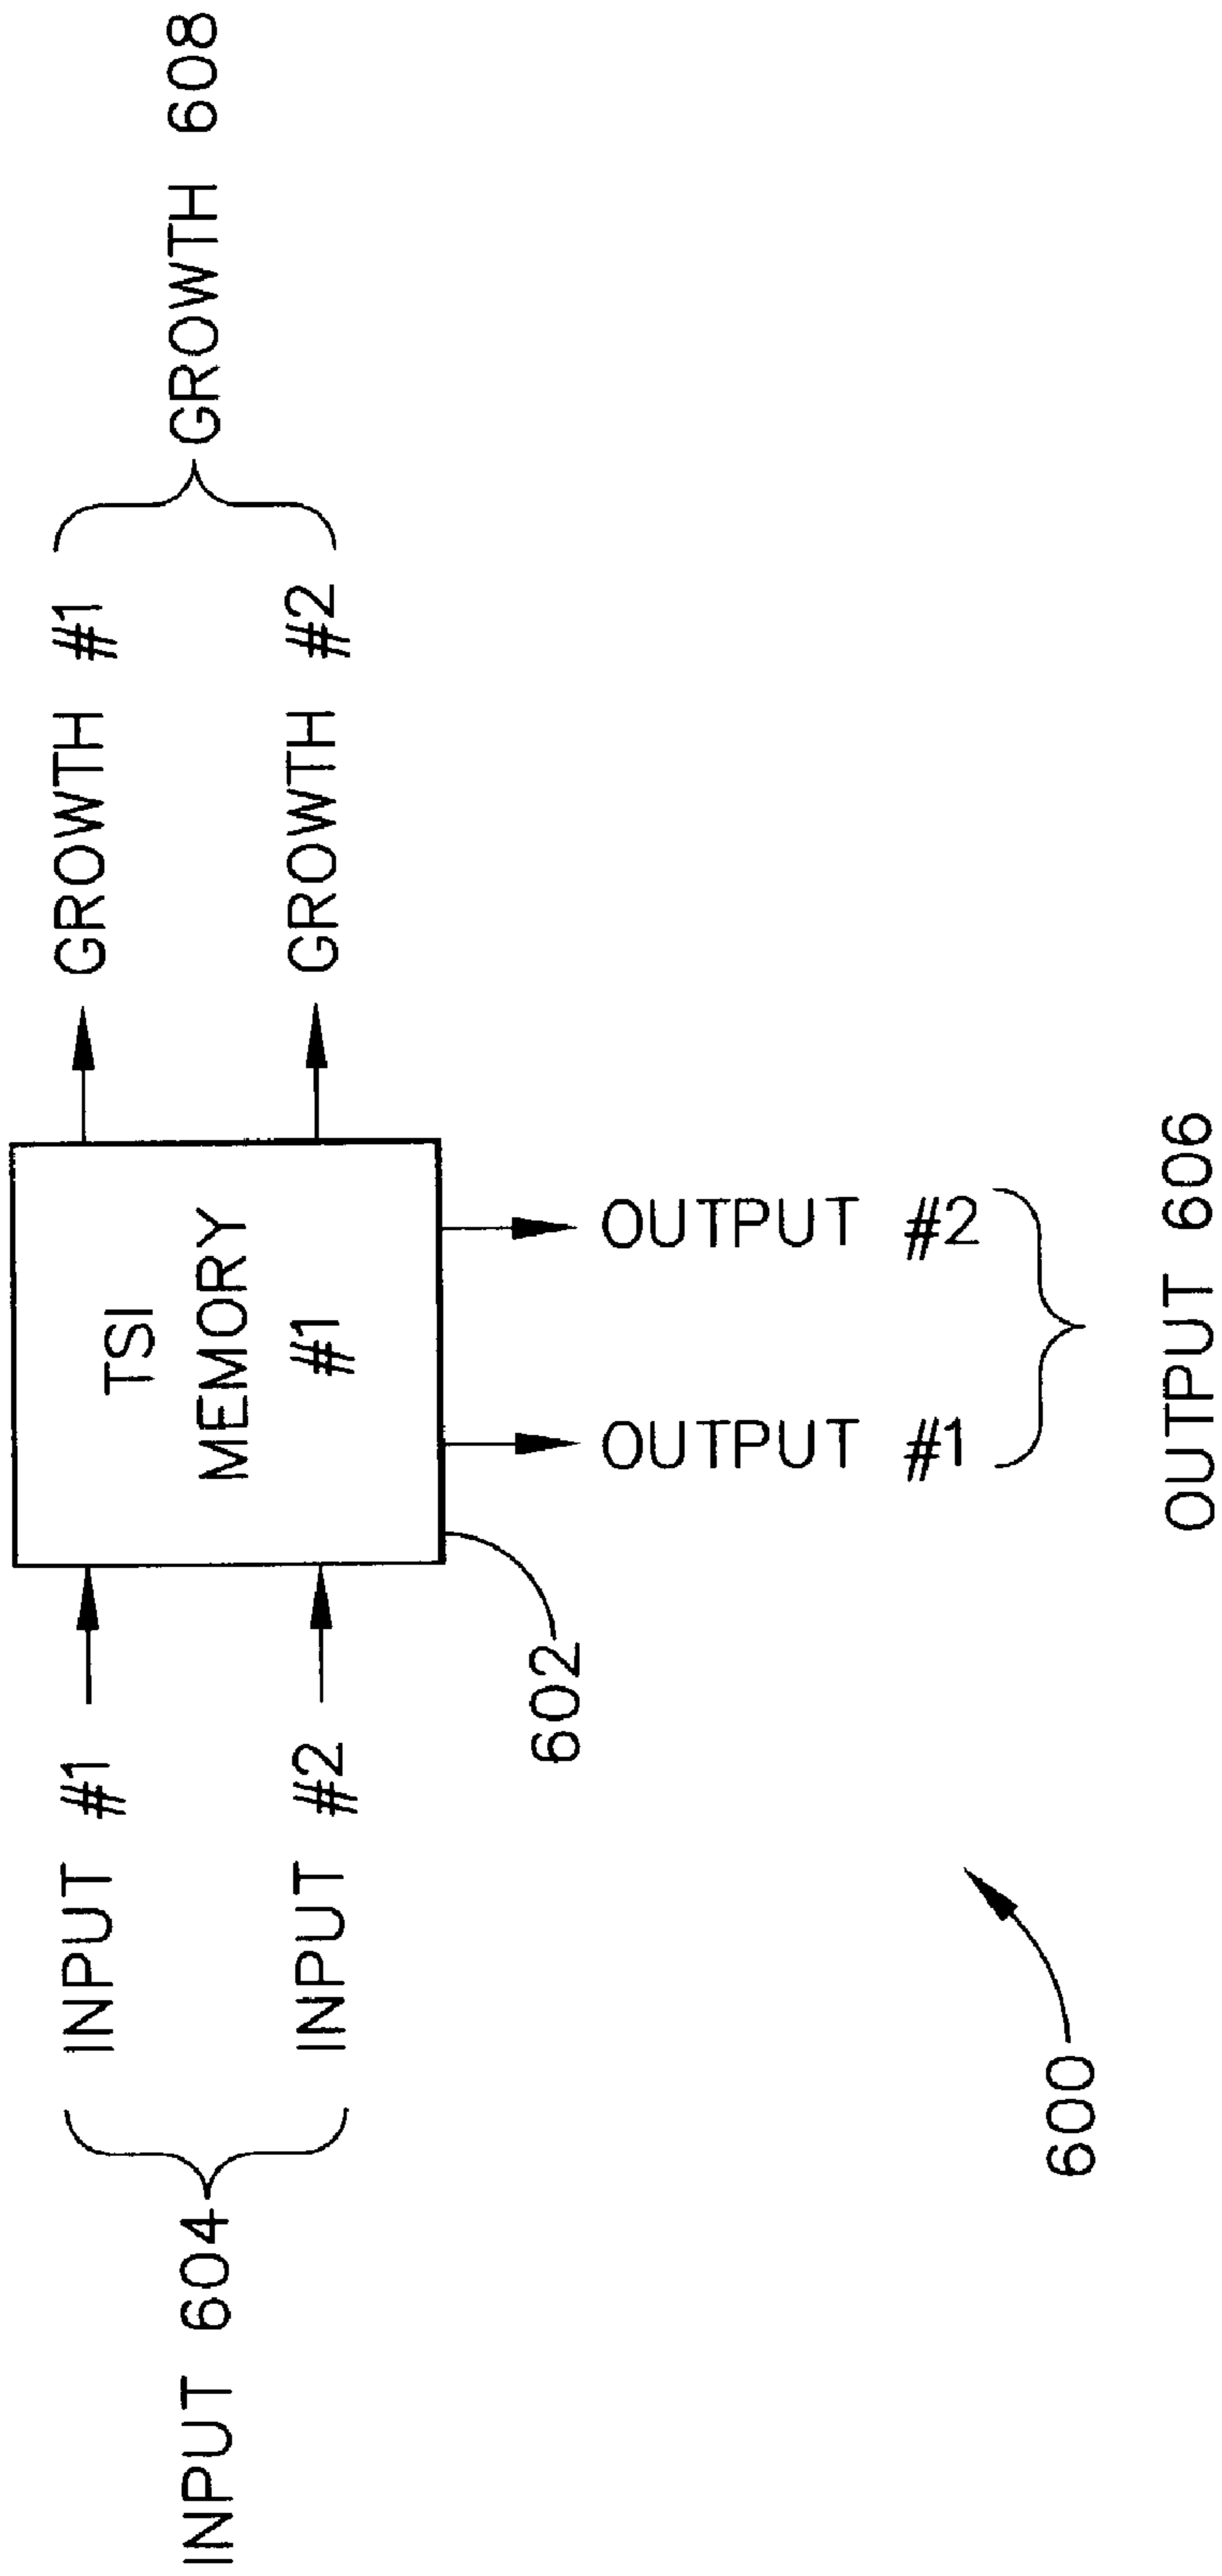 INPUT 604
INPUT #1
INPUT #2
TSI
MEMORY
#1
602
GROWTH #1
GROWTH #2
GROWTH 608
OUTPUT #1
OUTPUT #2
OUTPUT 606
600